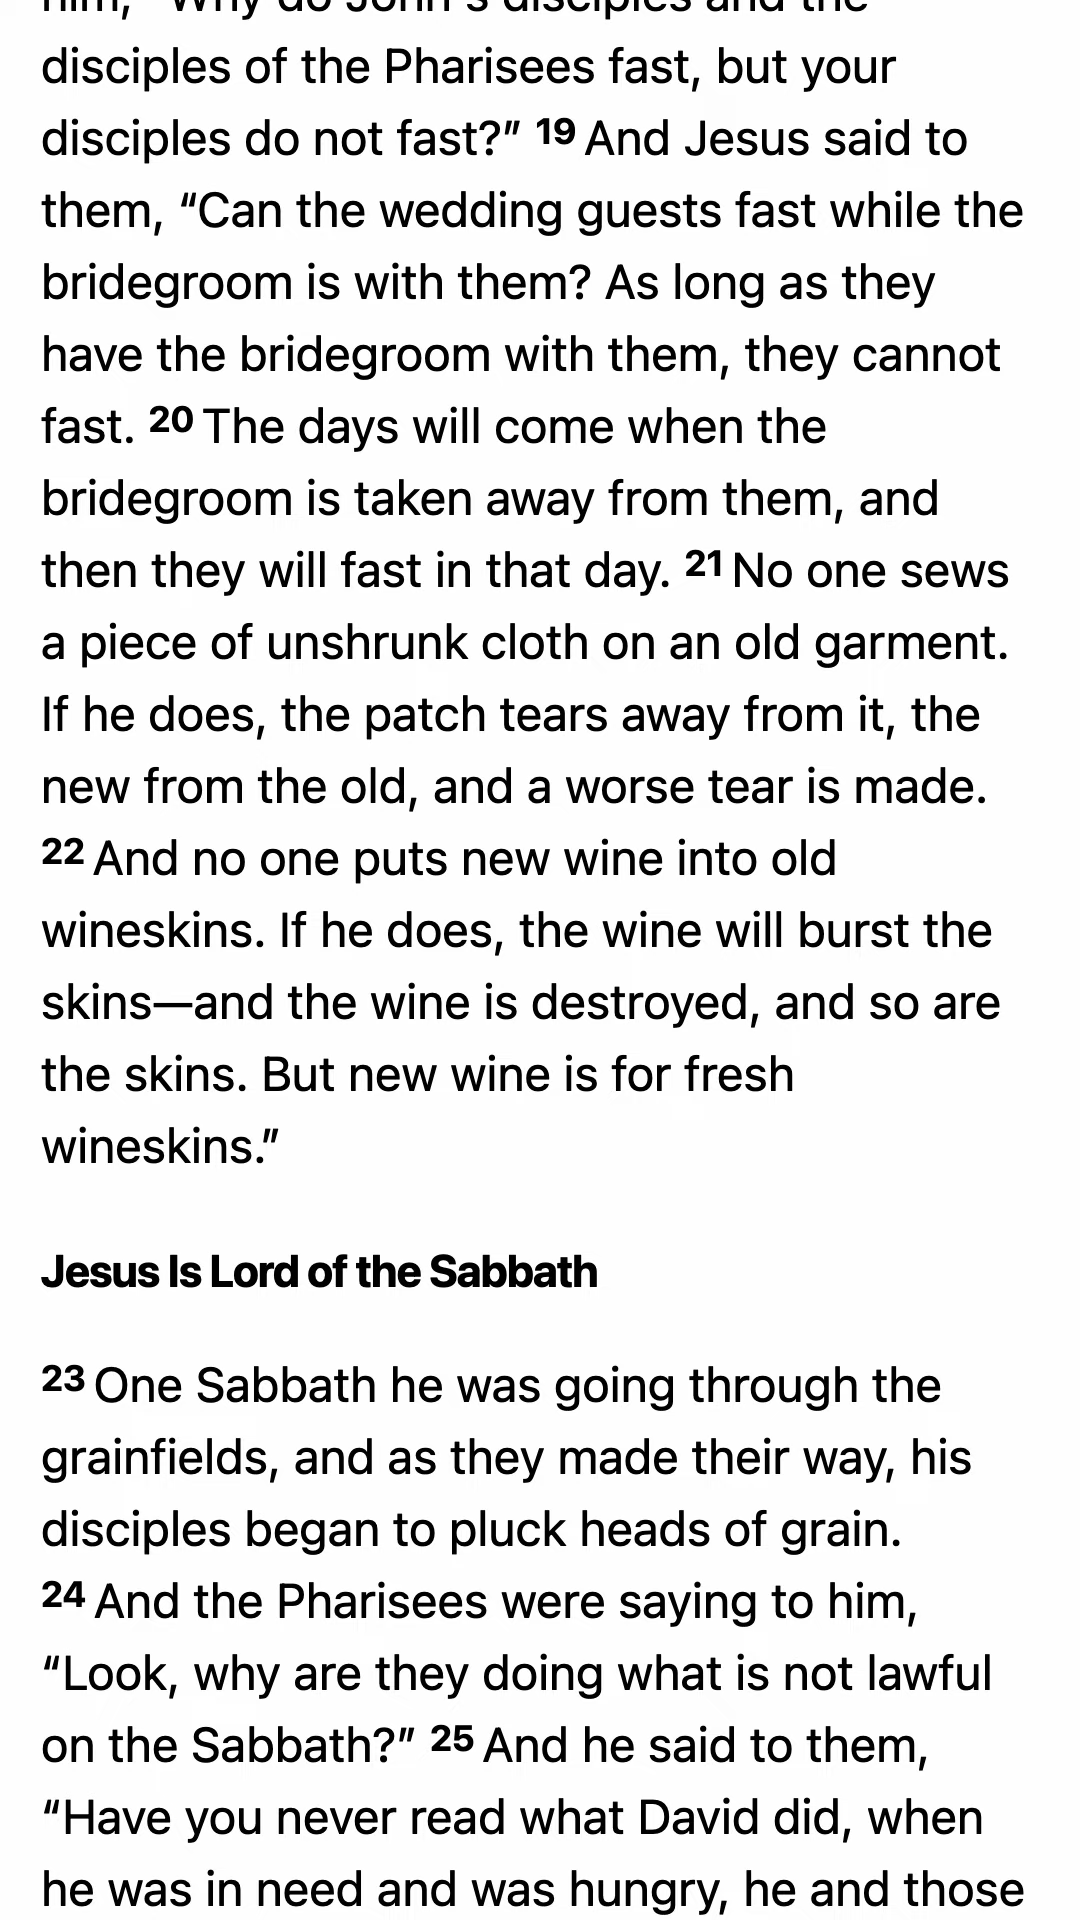 him, “Why do John’s disciples and the
disciples of the Pharisees fast, but your
disciples do not fast?” 19 And Jesus said to
them, “Can the wedding guests fast while the
bridegroom is with them? As long as they
have the bridegroom with them, they cannot
fast. 20 The days will come when the
bridegroom is taken away from them, and
then they will fast in that day. 21 No one sews
a piece of unshrunk cloth on an old garment.
If he does, the patch tears away from it, the
new from the old, and a worse tear is made.
22 And no one puts new wine into old
wineskins. If he does, the wine will burst the
skins—and the wine is destroyed, and so are
the skins. But new wine is for fresh
wineskins.”
Jesus Is Lord of the Sabbath
23 One Sabbath he was going through the
grainfields, and as they made their way, his
disciples began to pluck heads of grain.
24 And the Pharisees were saying to him,
“Look, why are they doing what is not lawful
on the Sabbath?” 25 And he said to them,
“Have you never read what David did, when
he was in need and was hungry, he and those